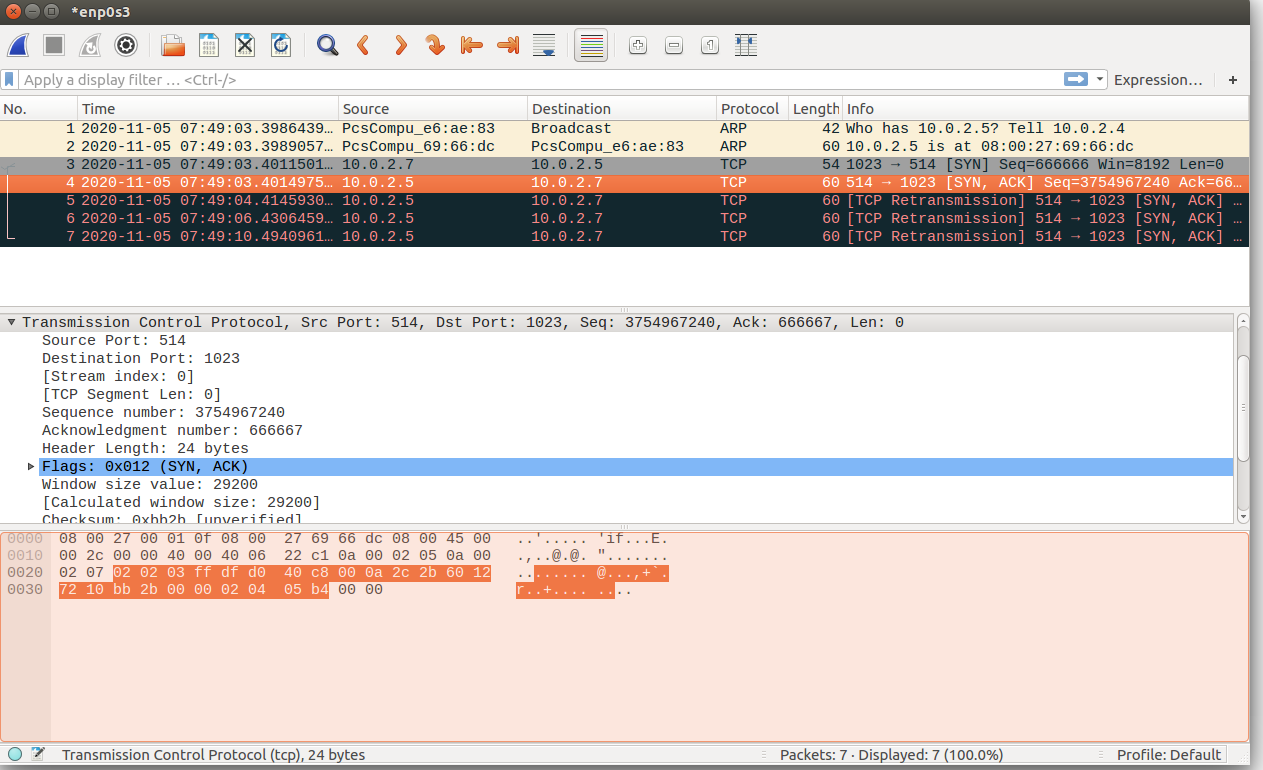 *enp0s3
Apply a display filter ... <Ctrl-/> Expression… +
No. Time Source Destination Protocol Length Info
1 2020-11-05 07:49:03.3986439… PcsCompu_e6:ae:83 Broadcast ARP 42 Who has 10.0.2.5? Tell 10.0.2.4
2 2020-11-05 07:49:03.3989057… PcsCompu_69:66:dc PcsCompu_e6:ae:83 ARP 60 10.0.2.5 is at 08:00:27:69:66:dc
3 2020-11-05 07:49:03.4011501… 10.0.2.7 10.0.2.5 TCP 54 1023 → 514 [SYN] Seq=666666 Win=8192 Len=0
4 2020-11-05 07:49:03.4014975… 10.0.2.5 10.0.2.7 TCP 60 514 → 1023 [SYN, ACK] Seq=3754967240 Ack=66…
5 2020-11-05 07:49:04.4145930… 10.0.2.5 10.0.2.7 TCP 60 [TCP Retransmission] 514 → 1023 [SYN, ACK] …
6 2020-11-05 07:49:06.4306459… 10.0.2.5 10.0.2.7 TCP 60 [TCP Retransmission] 514 → 1023 [SYN, ACK] …
7 2020-11-05 07:49:10.4940961… 10.0.2.5 10.0.2.7 TCP 60 [TCP Retransmission] 514 → 1023 [SYN, ACK] …
Transmission Control Protocol, Src Port: 514, Dst Port: 1023, Seq: 3754967240, Ack: 666667, Len: 0
Source Port: 514
Destination Port: 1023
[Stream index: 0]
[TCP Segment Len: 0]
Sequence number: 3754967240
Acknowledgment number: 666667
Header Length: 24 bytes
Flags: 0x012 (SYN, ACK)
Window size value: 29200
[Calculated window size: 29200]
Checksum: 0xbb2b [unverified]
0000 08 00 27 00 01 0f 08 00 27 69 66 dc 08 00 45 00 ..'..... 'if...E.
0010 00 2c 00 00 40 00 40 06 22 c1 0a 00 02 05 0a 00 .,..@.@. ".......
0020 02 07 02 02 03 ff df d0 40 c8 00 0a 2c 2b 60 12 ........ @...,+`.
0030 72 10 bb 2b 00 00 02 04 05 b4 00 00 r..+.... ....
Transmission Control Protocol (tcp), 24 bytes Packets: 7 · Displayed: 7 (100.0%) Profile: Default